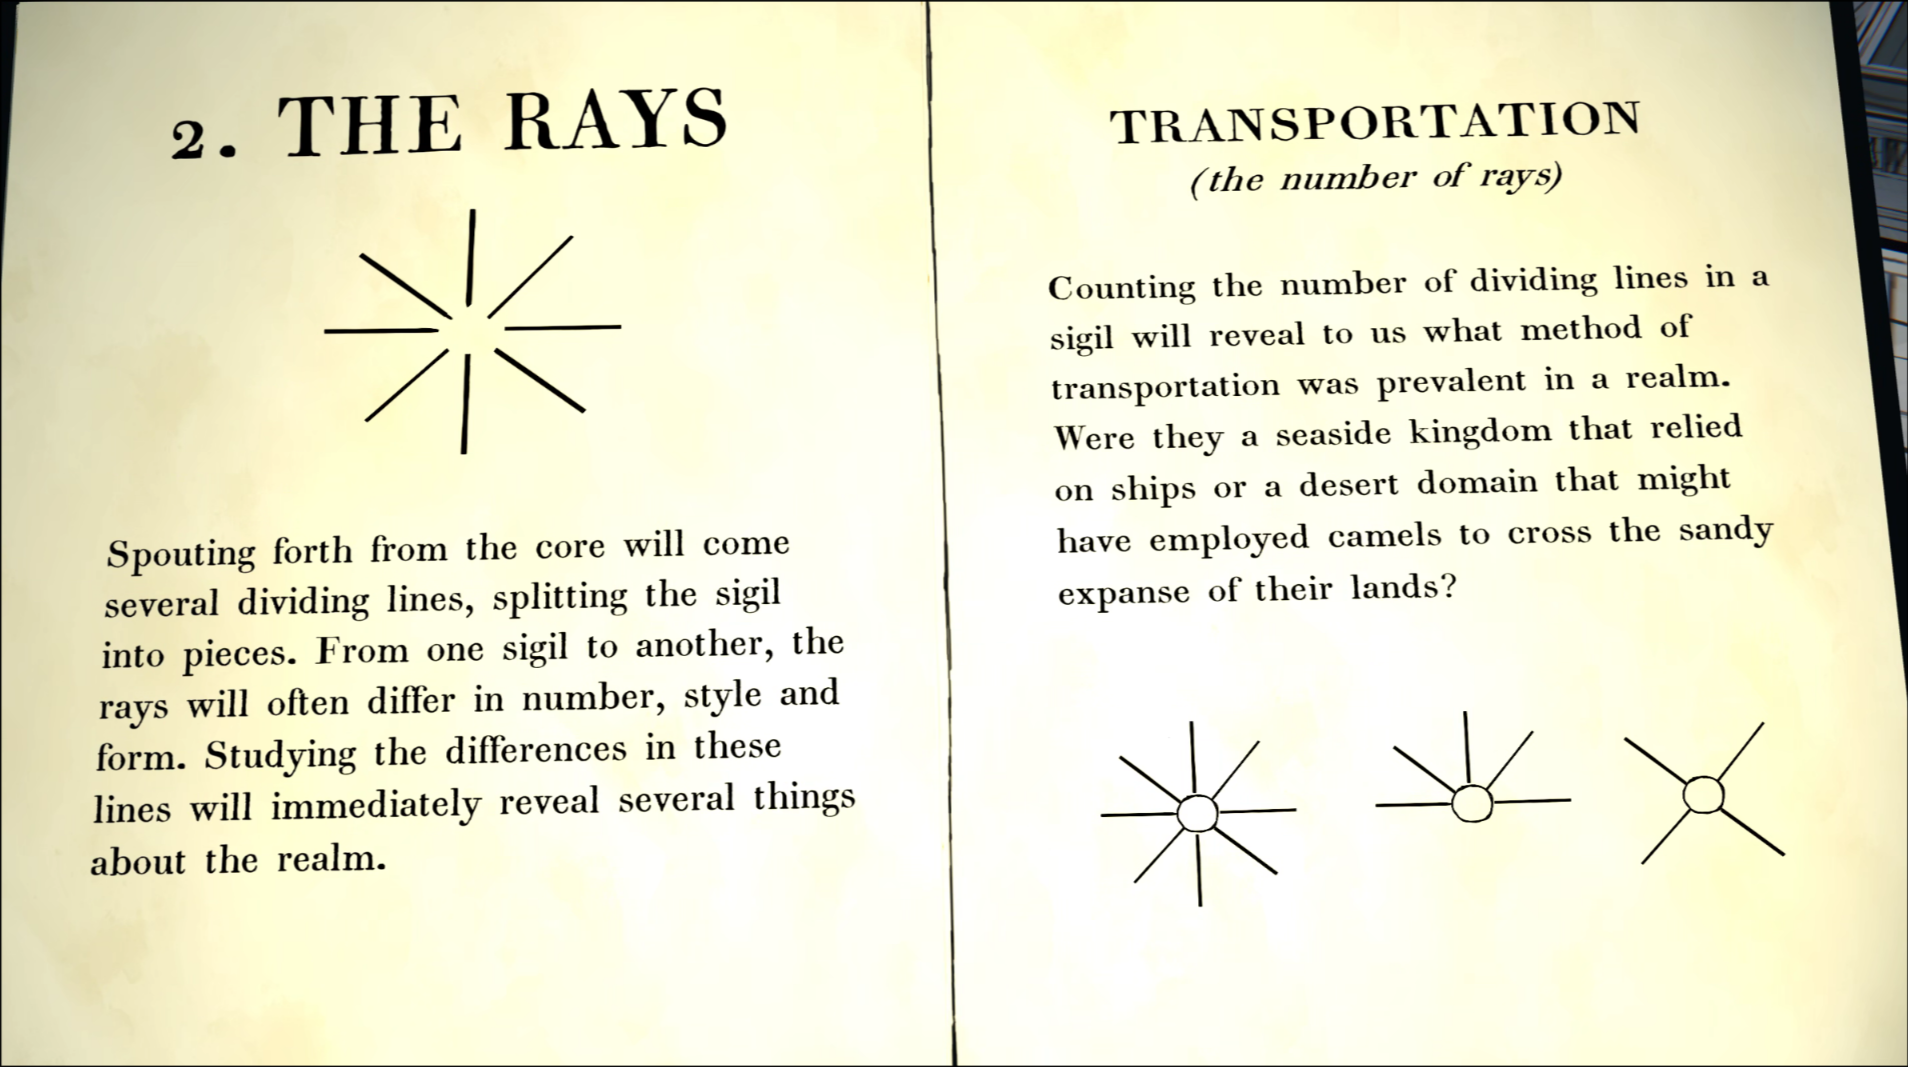 2. THE RAYS
Spouting forth from the core will come
several dividing lines, splitting the sigil
into pieces. From one sigil to another, the
rays will often differ in number, style and
form. Studying the differences in these
lines will immediately reveal several things
about the realm.
TRANSPORTATION
(the number of rays)
Counting the number of dividing lines in a
sigil will reveal to us what method of
transportation was prevalent in a realm.
Were they a seaside kingdom that relied
on ships or a desert domain that might
have employed camels to cross the sandy
expanse of their lands?